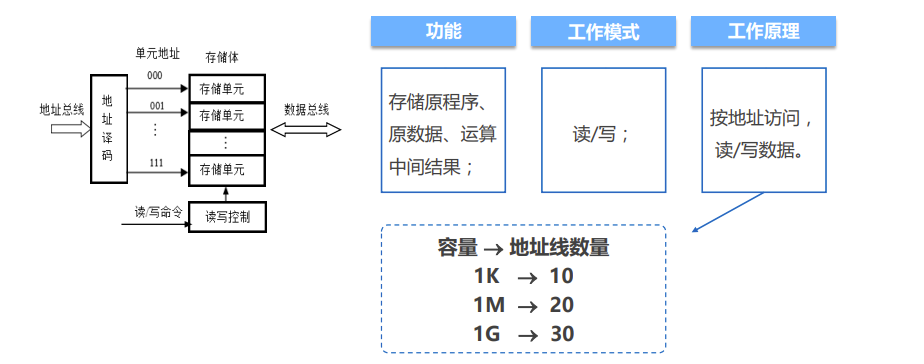 单元地址
存储体
000
001
⋮
111
地址总线
地址译码
存储单元
存储单元
⋮
存储单元
数据总线
读/写命令
读写控制
功能
工作模式
工作原理
存储原程序、
原数据、运算
中间结果；
读/写；
按地址访问，
读/写数据。
容量 → 地址线数量
1K → 10
1M → 20
1G → 30